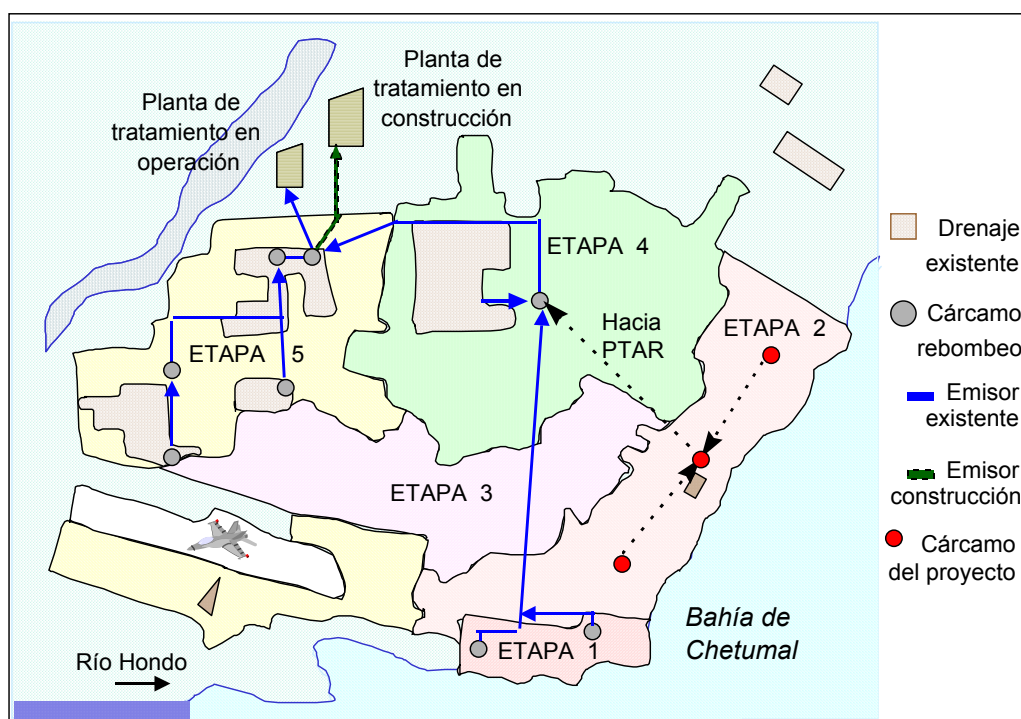 Planta de
tratamiento en
construcción
Planta de
tratamiento en
operación
ETAPA 4
Hacia
PTAR
ETAPA 2
ETAPA 5
ETAPA 3
ETAPA 1
Bahía de
Chetumal
Río Hondo
Drenaje
existente
Cárcamo
rebombeo
Emisor
existente
Emisor
construcción
Cárcamo
del proyecto